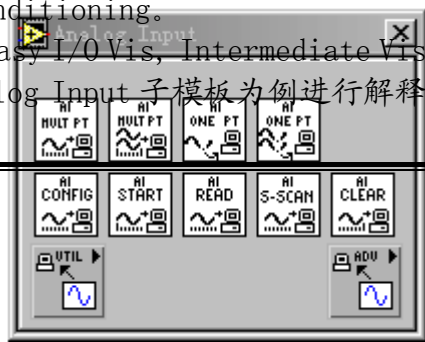 nditioning。
Analog Input
asy I/O Vis, Intermediate Vis
log Input 子模板为例进行解释
AI MULT PT AI MULT PT AI ONE PT AI ONE PT
AI CONFIG AI START AI READ AI S-SCAN AI CLEAR
UTIL ADV